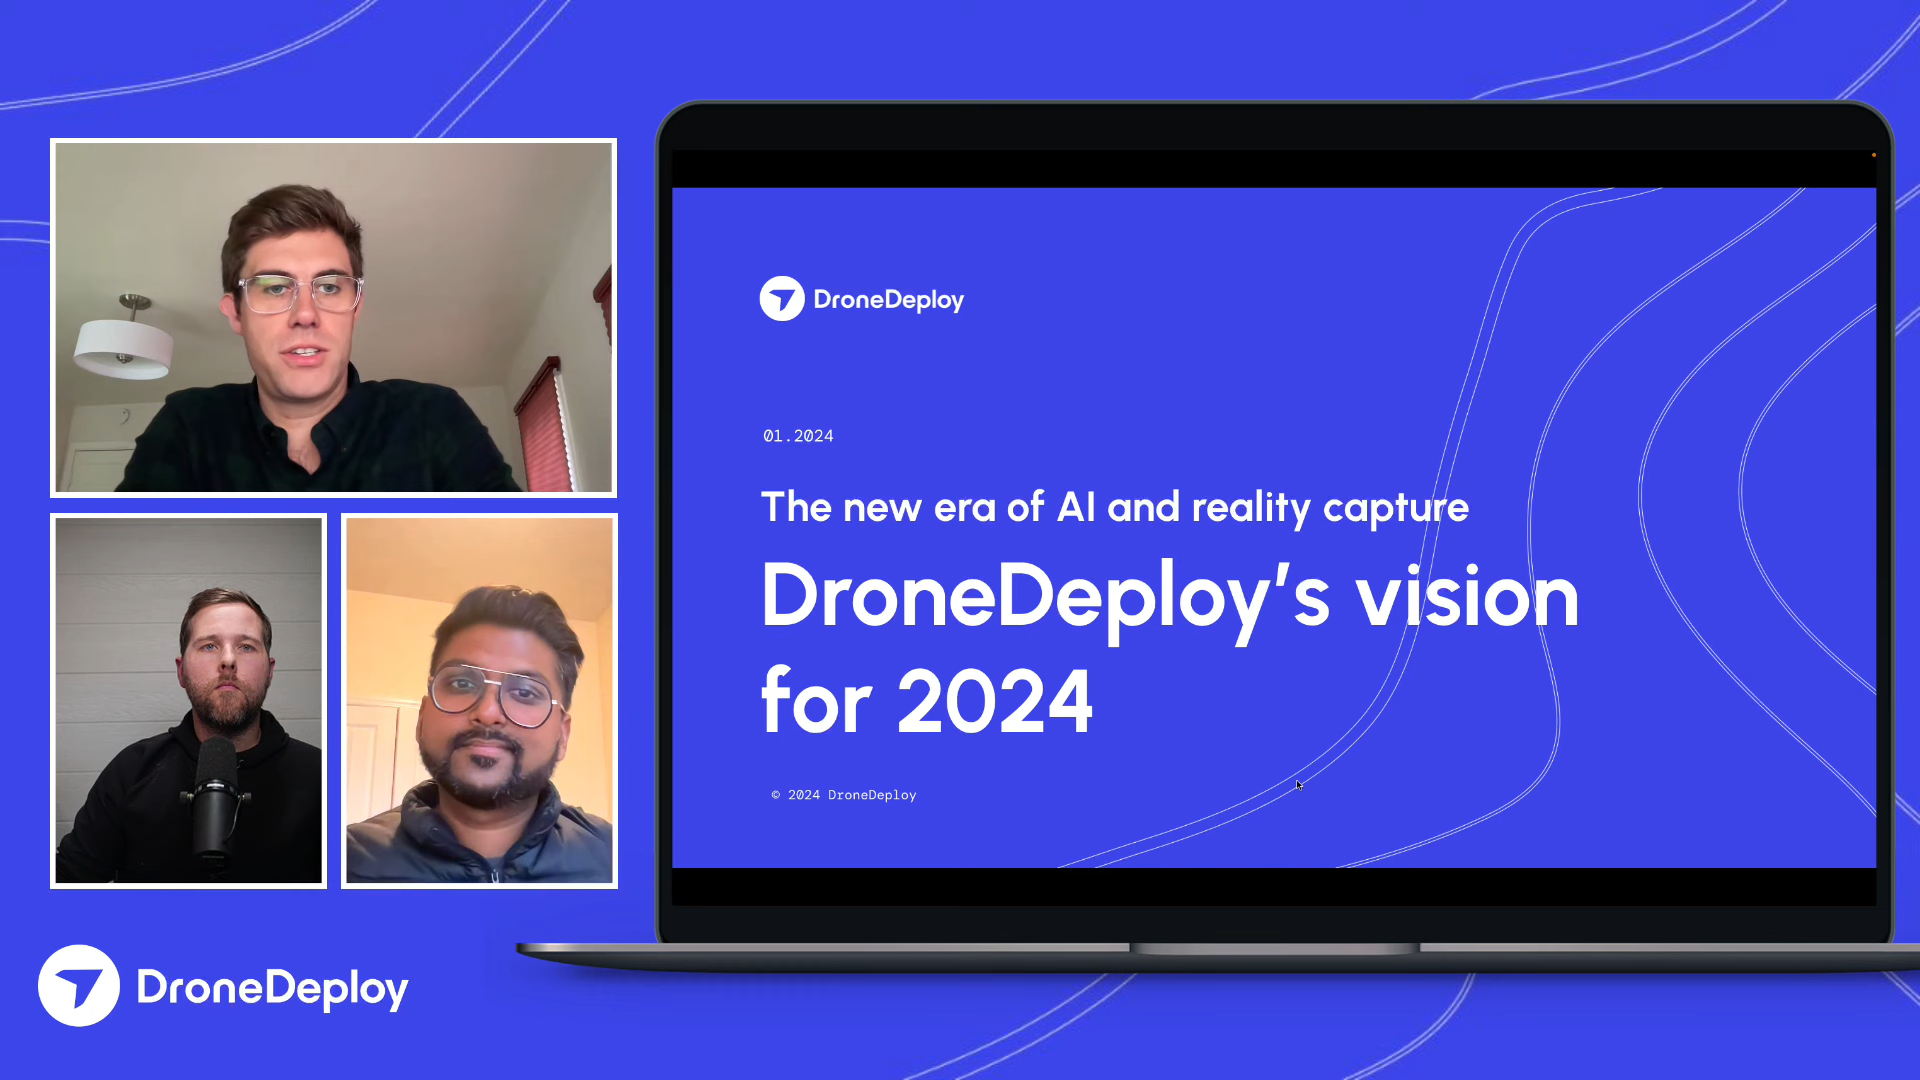 DroneDeploy
01.2024
The new era of AI and reality capture
DroneDeploy’s vision
for 2024
© 2024 DroneDeploy
DroneDeploy